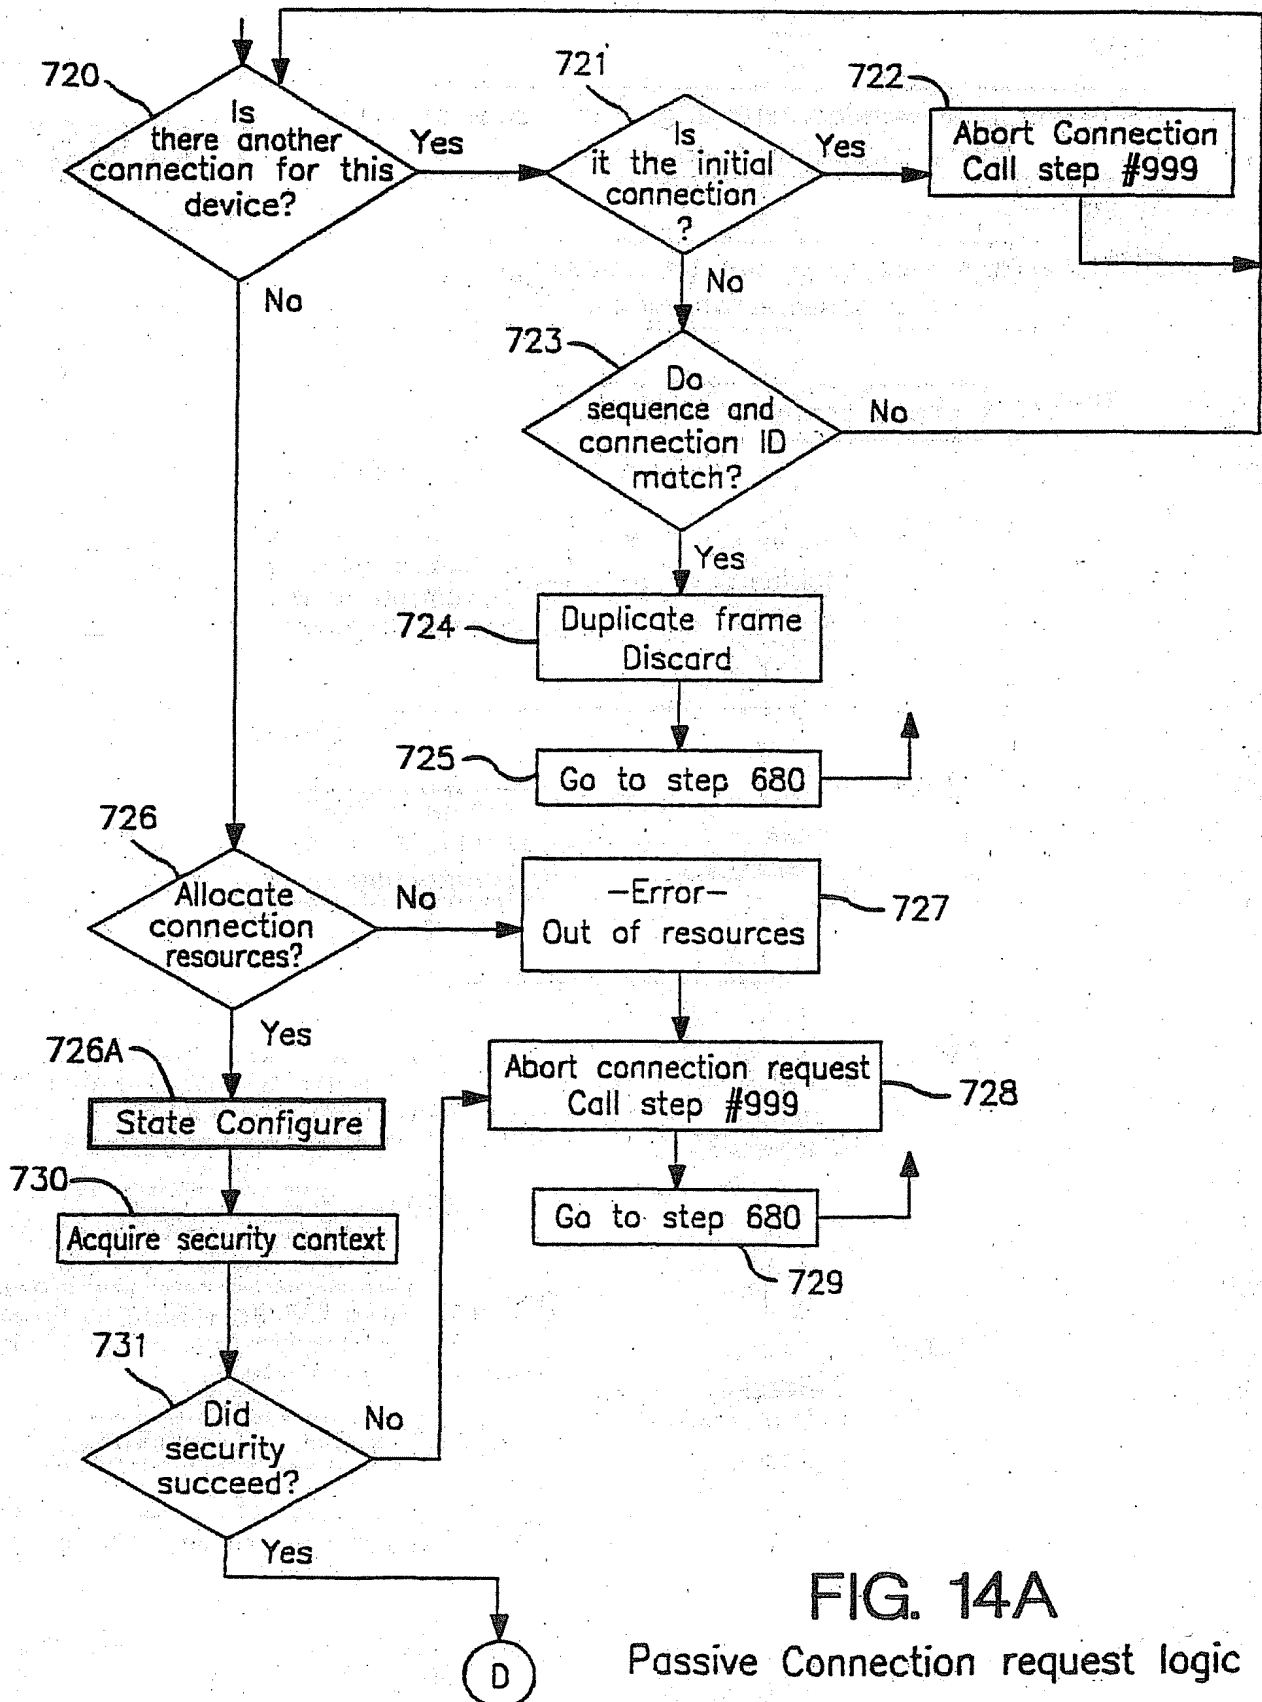 720
Is
there another
connection for this
device?
Yes
No
721
Is
it the initial
connection
?
Yes
No
722
Abort Connection
Call step #999
723
Do
sequence and
connection ID
match?
No
Yes
724
Duplicate frame
Discard
725
Go to step 680
726
Allocate
connection
resources?
No
Yes
727
—Error—
Out of resources
726A
State Configure
Abort connection request
Call step #999
728
730
Acquire security context
Go to step 680
729
731
Did
security
succeed?
No
Yes
D
FIG. 14A
Passive Connection request logic